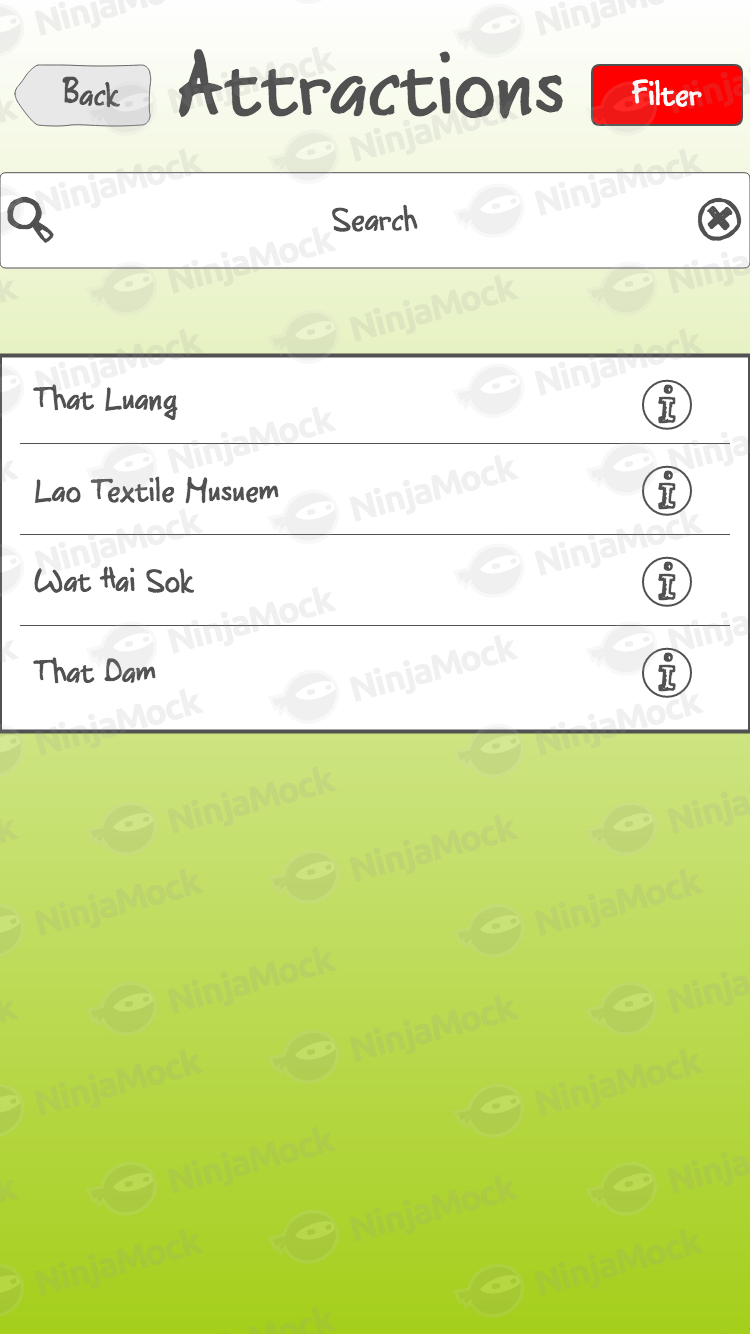 Back
Attractions
Filter
Search
That Luang
Lao Textile Musuem
Wat Hai Sok
That Dam
NinjaMock